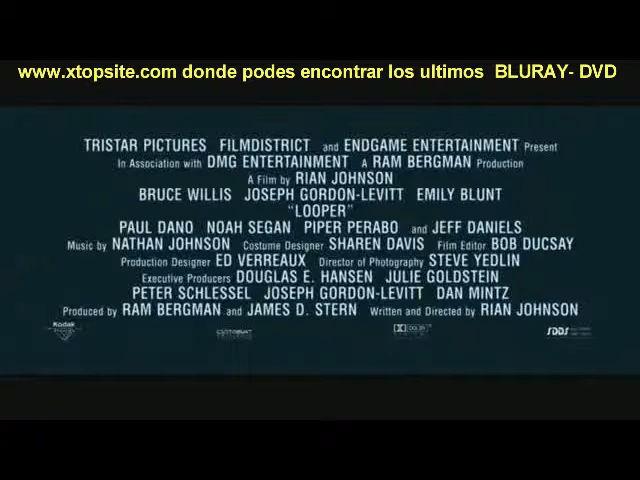 www.xtopsite.com donde podes encontrar los ultimos BLURAY- DVD
TRISTAR PICTURES FILMDISTRICT and ENDGAME ENTERTAINMENT Present
In Association with DMG ENTERTAINMENT A RAM BERGMAN Production
A Film by RIAN JOHNSON
BRUCE WILLIS JOSEPH GORDON-LEVITT EMILY BLUNT
"LOOPER"
PAUL DANO NOAH SEGAN PIPER PERABO and JEFF DANIELS
Music by NATHAN JOHNSON Costume Designer SHAREN DAVIS Film Editor BOB DUCSAY
Production Designer ED VERREAUX Director of Photography STEVE YEDLIN
Executive Producers DOUGLAS E. HANSEN JULIE GOLDSTEIN
PETER SCHLESSEL JOSEPH GORDON-LEVITT DAN MINTZ
Produced by RAM BERGMAN and JAMES D. STERN Written and Directed by RIAN JOHNSON
Kodak DOLBY SDDS